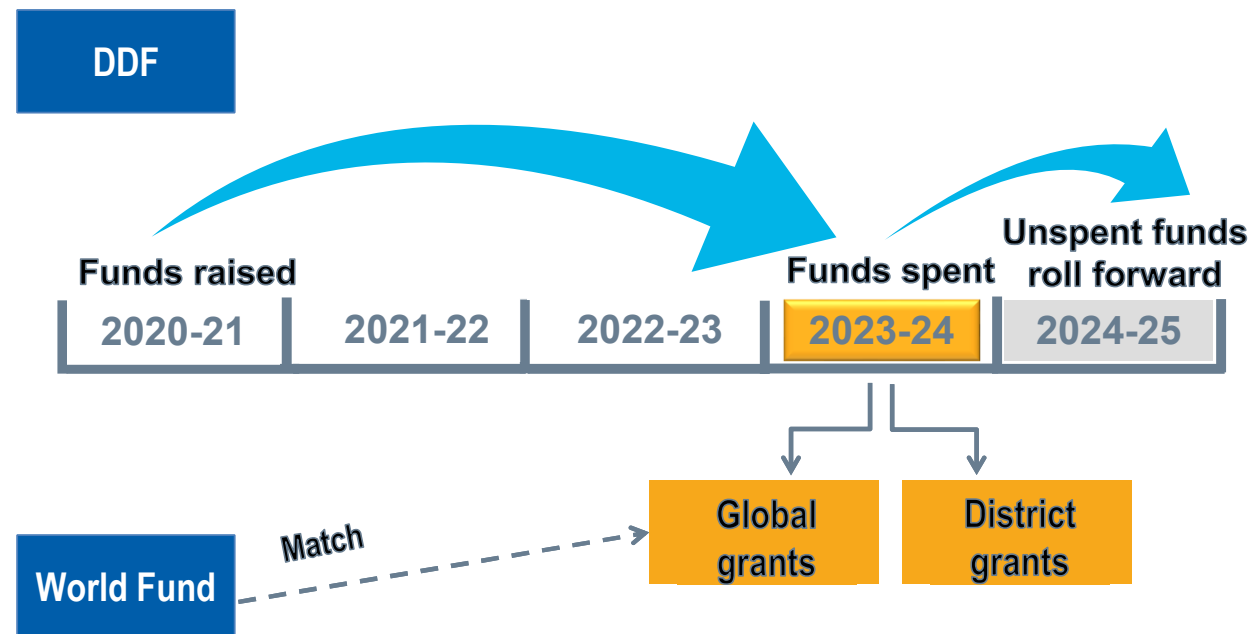 DDF
Funds raised
Funds spent
Unspent funds
roll forward
2020-21
2021-22
2022-23
2023-24
2024-25
Global
grants
District
grants
Match
World Fund